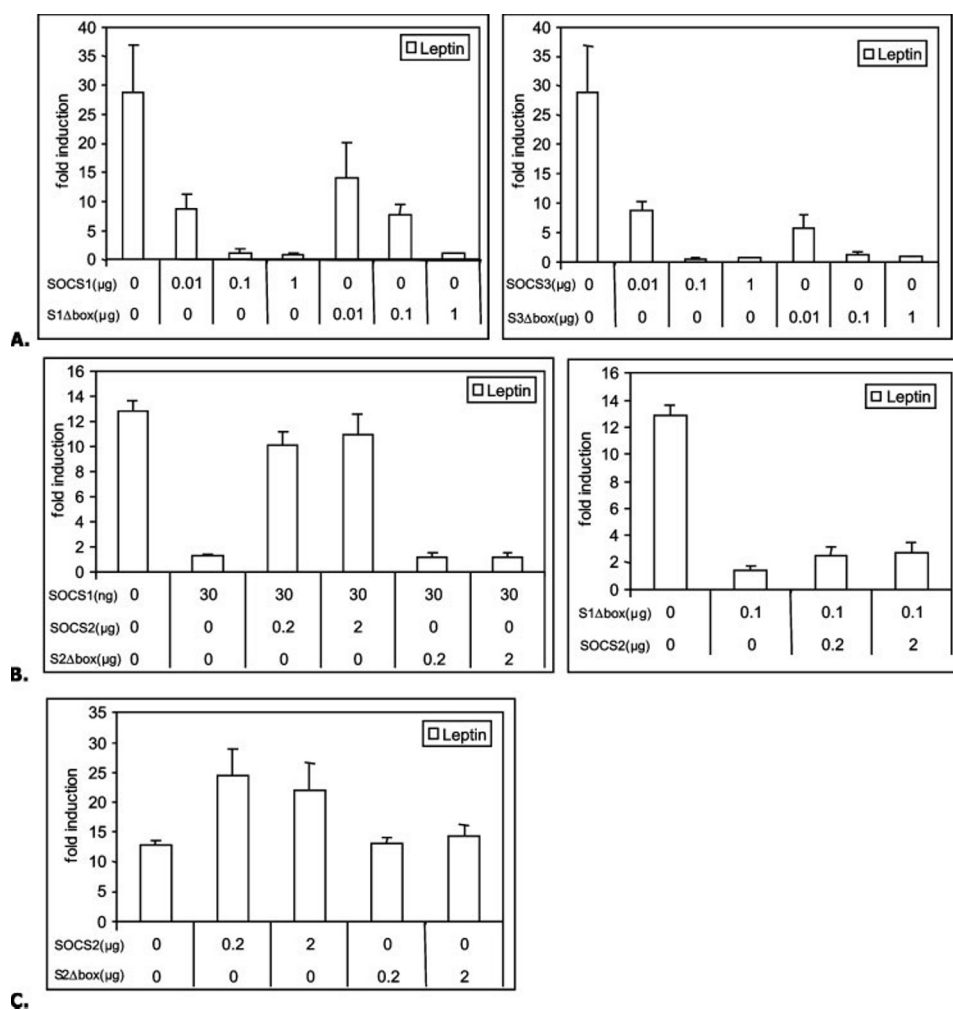 40
35
30
25
20
15
10
5
0
fold induction
Leptin
SOCS1(µg) 0 0.01 0.1 1 0 0 0
S1Δbox(µg) 0 0 0 0 0.01 0.1 1
40
35
30
25
20
15
10
5
0
fold induction
Leptin
SOCS3(µg) 0 0.01 0.1 1 0 0 0
S3Δbox(µg) 0 0 0 0 0.01 0.1 1
A.
16
14
12
10
8
6
4
2
0
fold induction
Leptin
SOCS1(ng) 0 30 30 30 30 30
SOCS2(µg) 0 0 0.2 2 0 0
S2Δbox(µg) 0 0 0 0 0.2 2
16
14
12
10
8
6
4
2
0
fold induction
Leptin
S1Δbox(µg) 0 0.1 0.1 0.1
SOCS2(µg) 0 0 0.2 2
B.
35
30
25
20
15
10
5
0
fold induction
Leptin
SOCS2(µg) 0 0.2 2 0 0
S2Δbox(µg) 0 0 0 0.2 2
C.